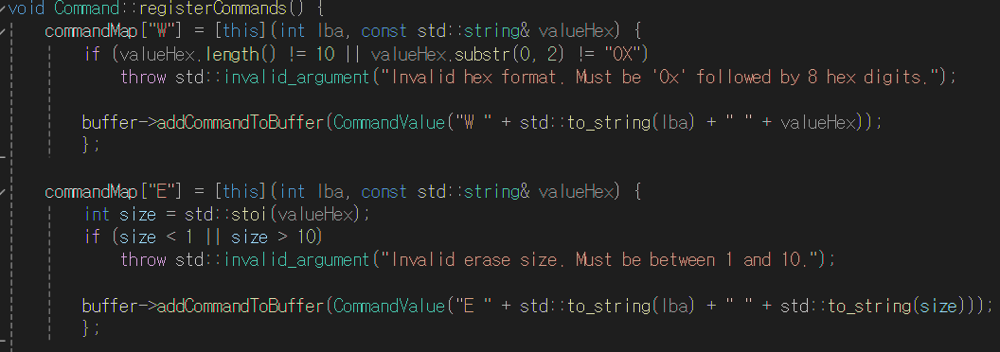 void Command::registerCommands() {
commandMap["W"] = [this](int lba, const std::string& valueHex) {
if (valueHex.length() != 10 || valueHex.substr(0, 2) != "0X")
throw std::invalid_argument("Invalid hex format. Must be '0x' followed by 8 hex digits.");
buffer->addCommandToBuffer(CommandValue("W " + std::to_string(lba) + " " + valueHex));
};
commandMap["E"] = [this](int lba, const std::string& valueHex) {
int size = std::stoi(valueHex);
if (size < 1 || size > 10)
throw std::invalid_argument("Invalid erase size. Must be between 1 and 10.");
buffer->addCommandToBuffer(CommandValue("E " + std::to_string(lba) + " " + std::to_string(size)));
};